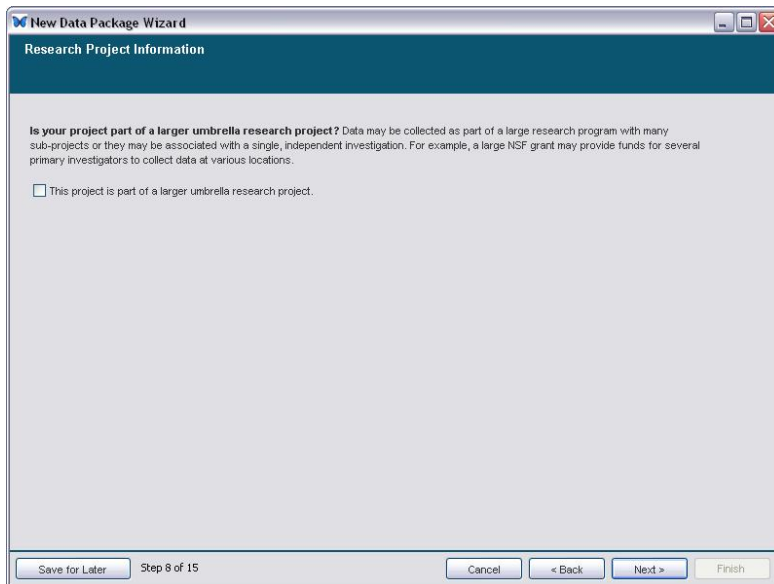 New Data Package Wizard
Research Project Information
Is your project part of a larger umbrella research project? Data may be collected as part of a large research program with many
sub-projects or they may be associated with a single, independent investigation. For example, a large NSF grant may provide funds for several
primary investigators to collect data at various locations.
This project is part of a larger umbrella research project.
Save for Later Step 8 of 15 Cancel < Back Next > Finish